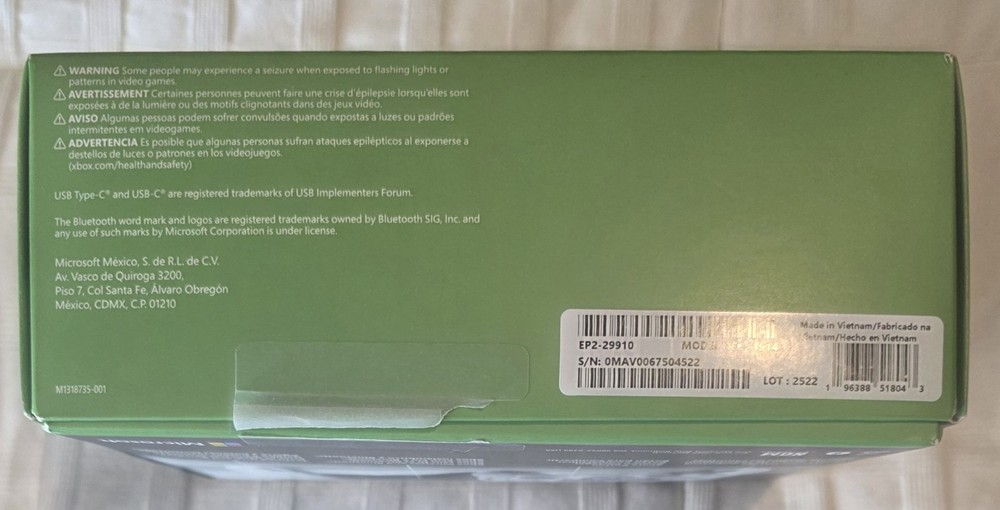 WARNING Some people may experience a seizure when exposed to flashing lights or
patterns in video games.
AVERTISSEMENT Certaines personnes peuvent faire une crise d'épilepsie lorsqu'elles sont
exposées à de la lumière ou des motifs clignotants dans des jeux vidéo.
AVISO Algumas pessoas podem sofrer convulsões quando expostas a luzes ou padrões
intermitentes em videogames.
ADVERTENCIA Es posible que algunas personas sufran ataques epilépticos al exponerse a
destellos de luces o patrones en los videojuegos.
(xbox.com/healthandsafety)
USB Type-C® and USB-C® are registered trademarks of USB Implementers Forum.
The Bluetooth word mark and logos are registered trademarks owned by Bluetooth SIG, Inc. and
any use of such marks by Microsoft Corporation is under license.
Microsoft México, S. de R.L. de C.V.
Av. Vasco de Quiroga 3200,
Piso 7, Col Santa Fe, Álvaro Obregón
México, CDMX, C.P. 01210
M1318735-001
Made in Vietnam/Fabricado na
Vietnam/Hecho en Vietnam
EP2-29910
S/N: 0MAV0067504522
LOT : 2522
1 96388 51804 3
Microsoft